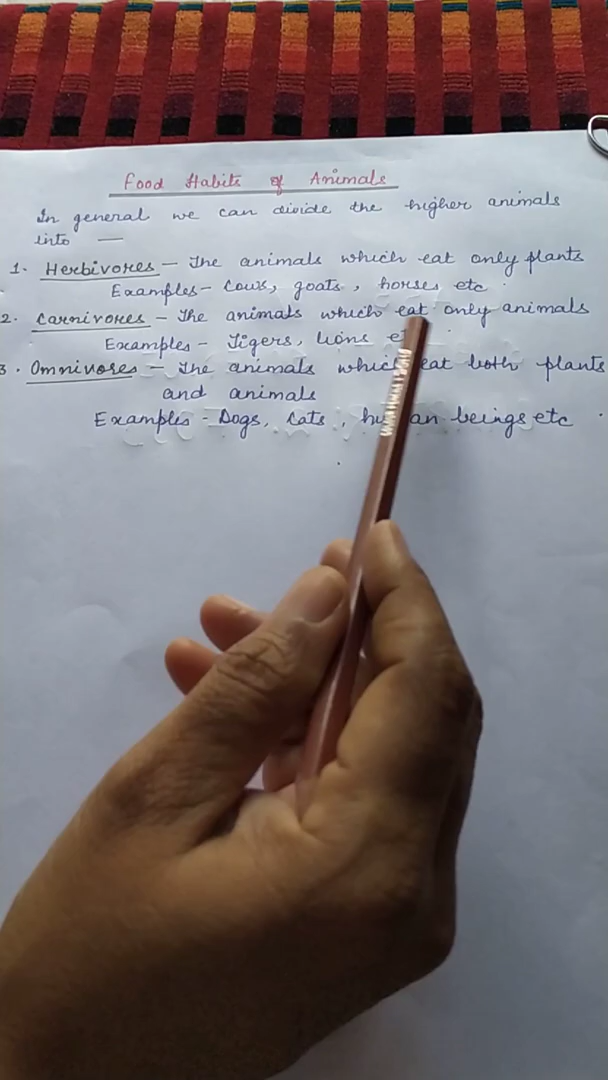 Food Habits of Animals
In general we can divide the higher animals
into —
1. Herbivores — The animals which eat only plants
Examples - Cows, goats, horses etc
2. Carnivores - The animals which eat only animals
Examples - Tigers, lions
3. Omnivores - The animals which eat both plants
and animals
Examples - Dogs, Cats, human beings etc